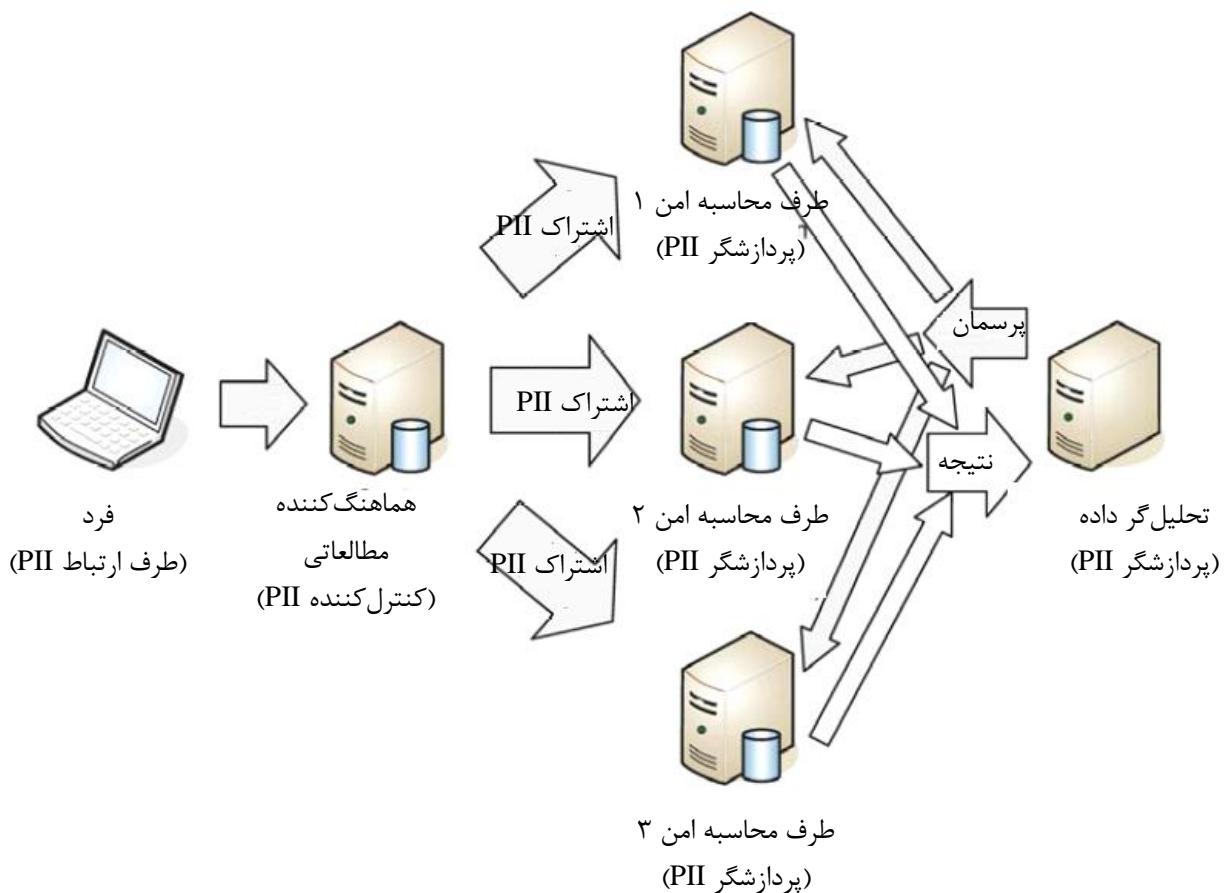 طرف محاسبه امن ۱
(پردازشگر PII)
اشتراک PII
پرسمان
اشتراک PII
نتیجه
فرد
(طرف ارتباط PII)
هماهنگ‌کننده
مطالعاتی
(کنترل‌کننده PII)
طرف محاسبه امن ۲
(پردازشگر PII)
تحلیل‌گر داده
(پردازشگر PII)
اشتراک PII
طرف محاسبه امن ۳
(پردازشگر PII)